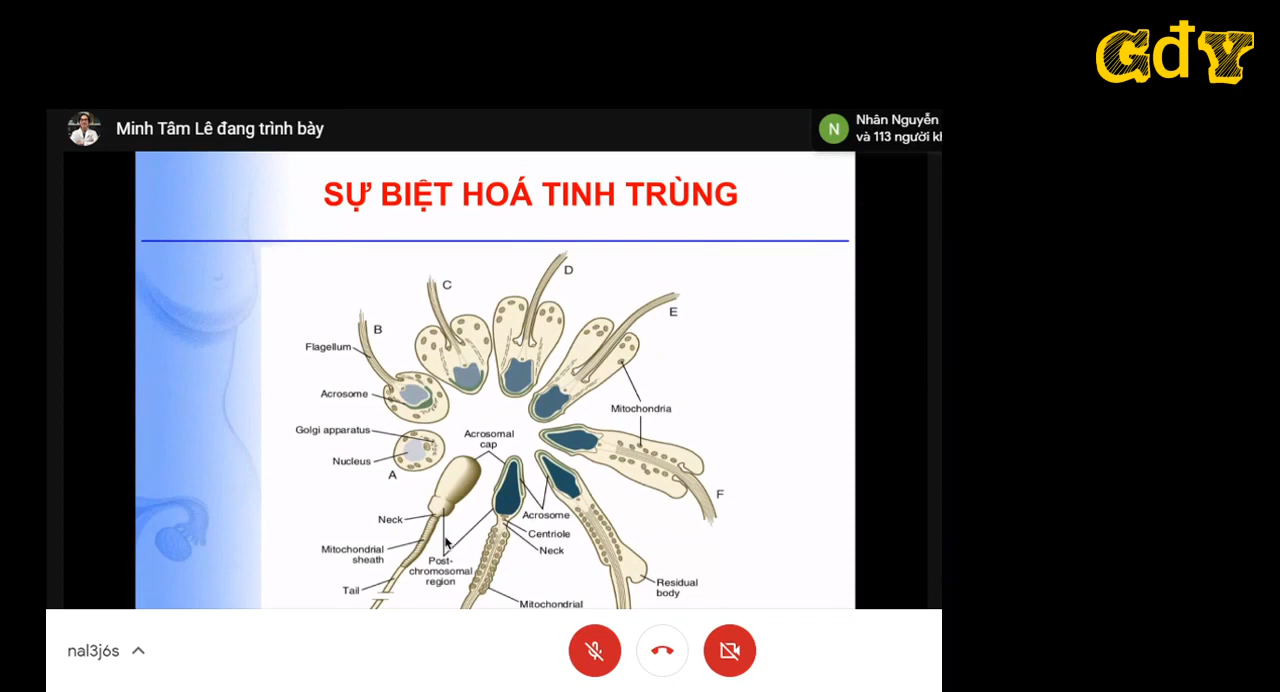 GđY
Minh Tâm Lê đang trình bày
N
Nhân Nguyễn
và 113 người
SỰ BIỆT HOÁ TINH TRÙNG
D
C
E
B
Flagellum
Acrosome
Mitochondria
Golgi apparatus
Acrosomal
cap
Nucleus
A
F
Neck
Acrosome
Centriole
Neck
Mitochondrial
sheath
Post-
chromosomal
region
Tail
Residual
body
Mitochondrial
nal3j6s